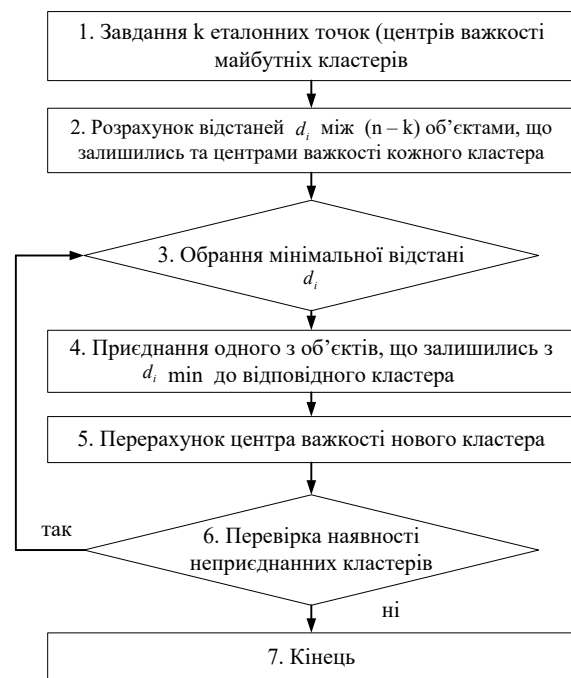 1. Завдання k еталонних точок (центрів важкості
майбутніх кластерів
2. Розрахунок відстаней d_i між (n – k) об’єктами, що
залишились та центрами важкості кожного кластера
3. Обрання мінімальної відстані
d_i
4. Приєднання одного з об’єктів, що залишились з
d_i min до відповідного кластера
5. Перерахунок центра важкості нового кластера
так
6. Перевірка наявності
неприєднанних кластерів
ні
7. Кінець